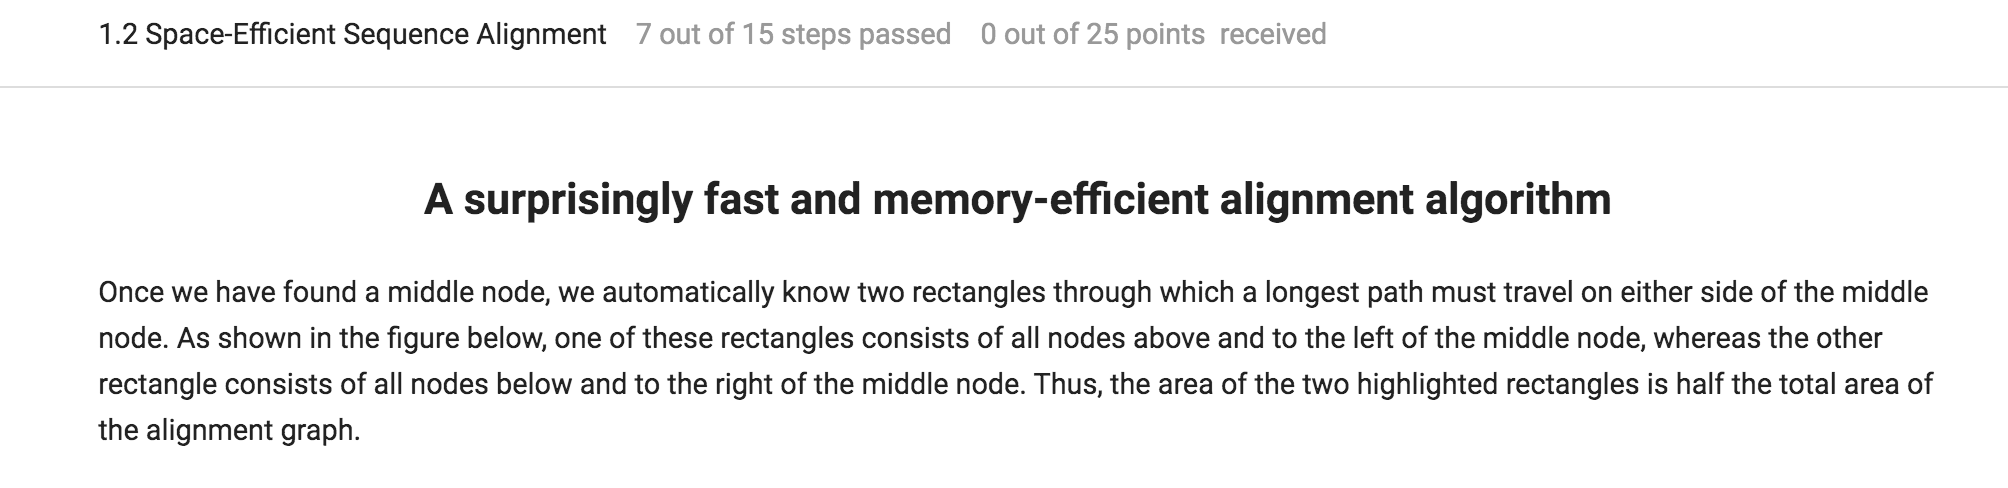 1.2 Space-Efficient Sequence Alignment 7 out of 15 steps passed 0 out of 25 points received
A surprisingly fast and memory-efficient alignment algorithm
Once we have found a middle node, we automatically know two rectangles through which a longest path must travel on either side of the middle
node. As shown in the figure below, one of these rectangles consists of all nodes above and to the left of the middle node, whereas the other
rectangle consists of all nodes below and to the right of the middle node. Thus, the area of the two highlighted rectangles is half the total area of
the alignment graph.